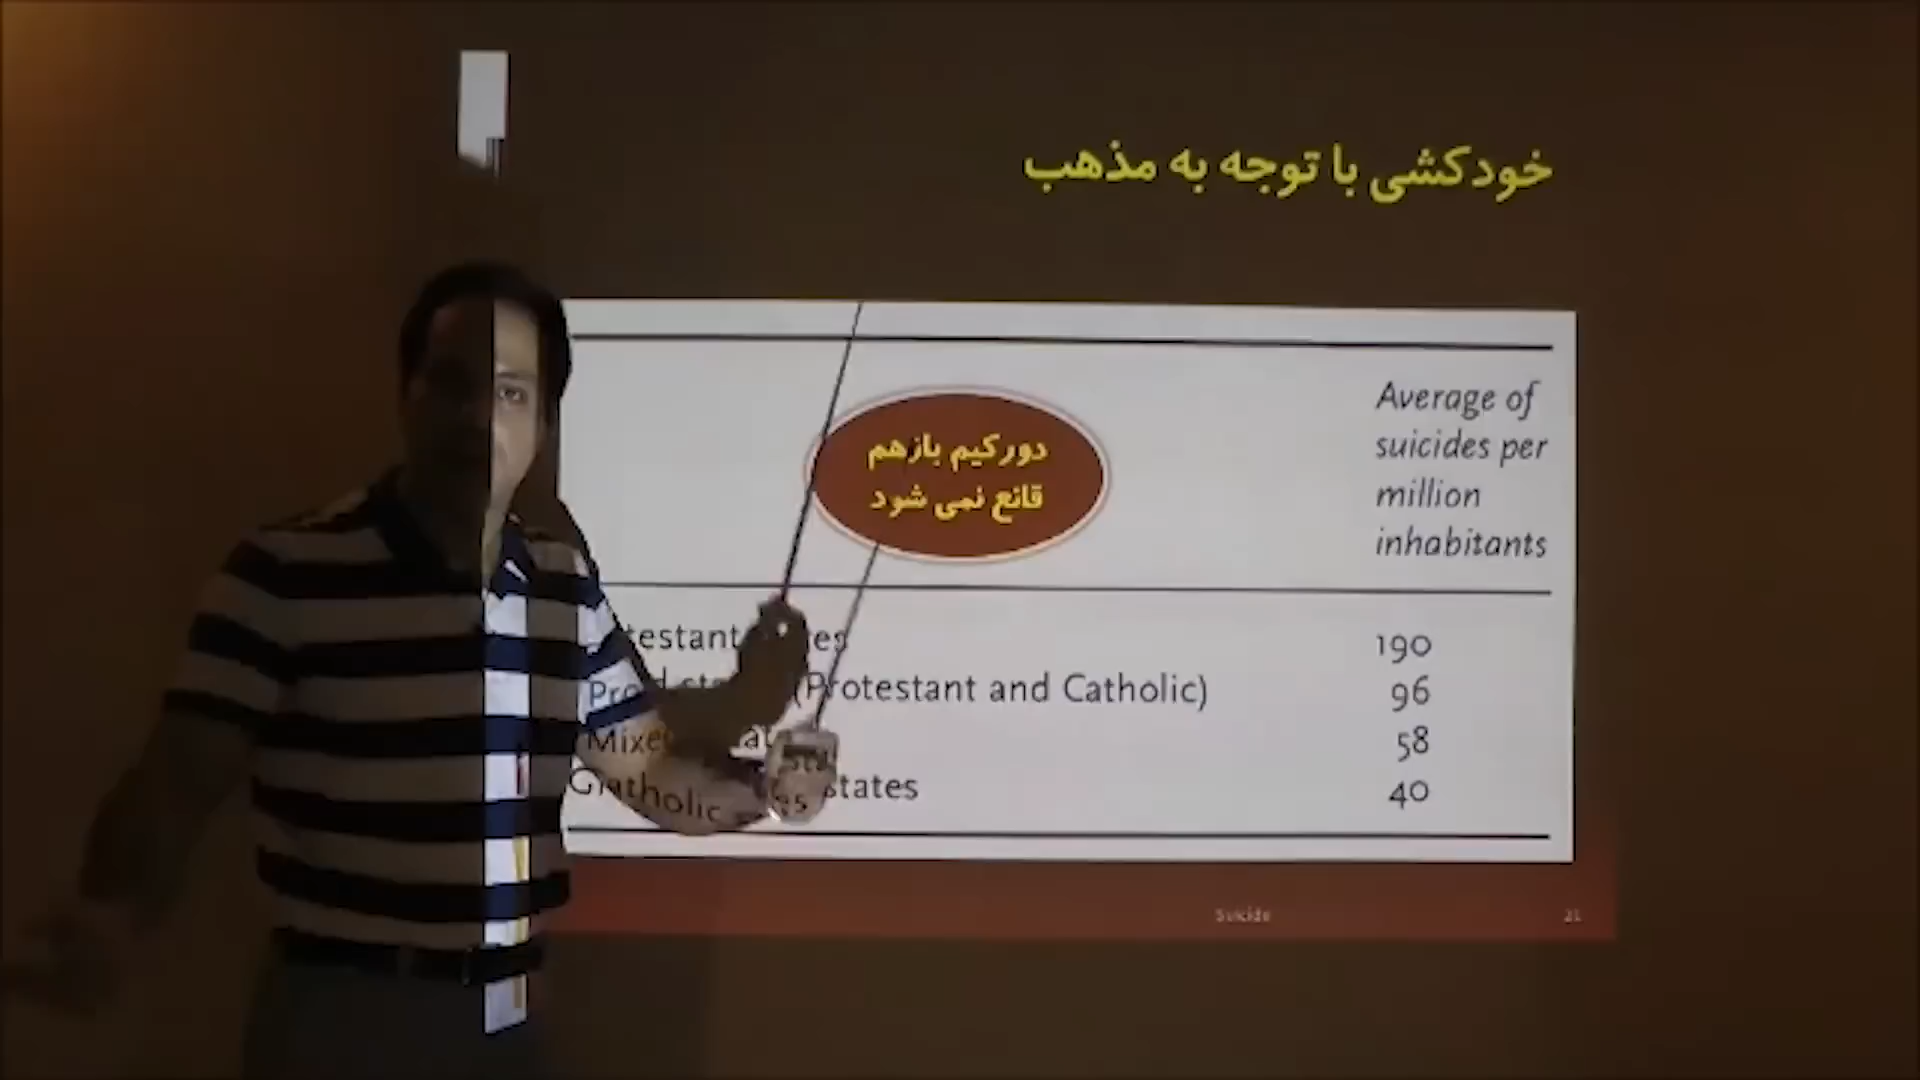 خودکشی با توجه به مذهب
دورکیم بازهم
قانع نمی شود
Average of
suicides per
million
inhabitants
190
(Protestant and Catholic) 96
58
states 40
Suicide 21